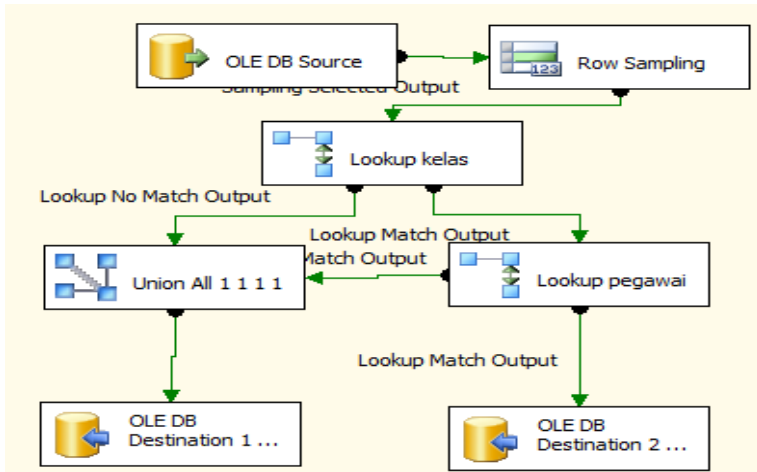 OLE DB Source
Row Sampling
123
Sampling Selected Output
Lookup kelas
Lookup No Match Output
Lookup Match Output
Match Output
Union All 1 1 1 1
Lookup pegawai
Lookup Match Output
OLE DB
Destination 1 ...
OLE DB
Destination 2 ...